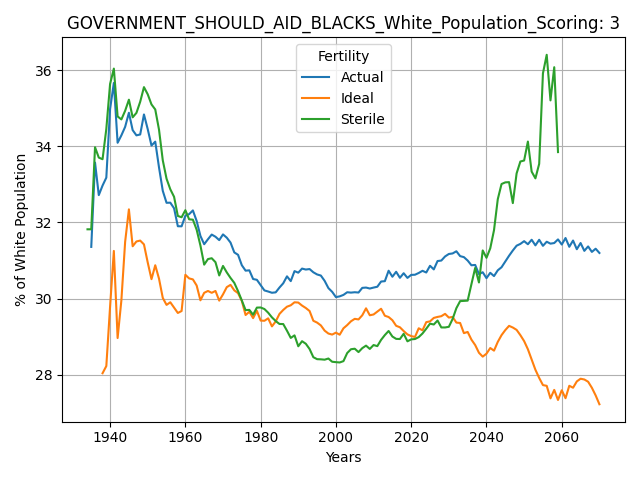 GOVERNMENT_SHOULD_AID_BLACKS_White_Population_Scoring: 3
Fertility
Actual
Ideal
Sterile
% of White Population
36
34
32
30
28
1940
1960
1980
2000
2020
2040
2060
Years